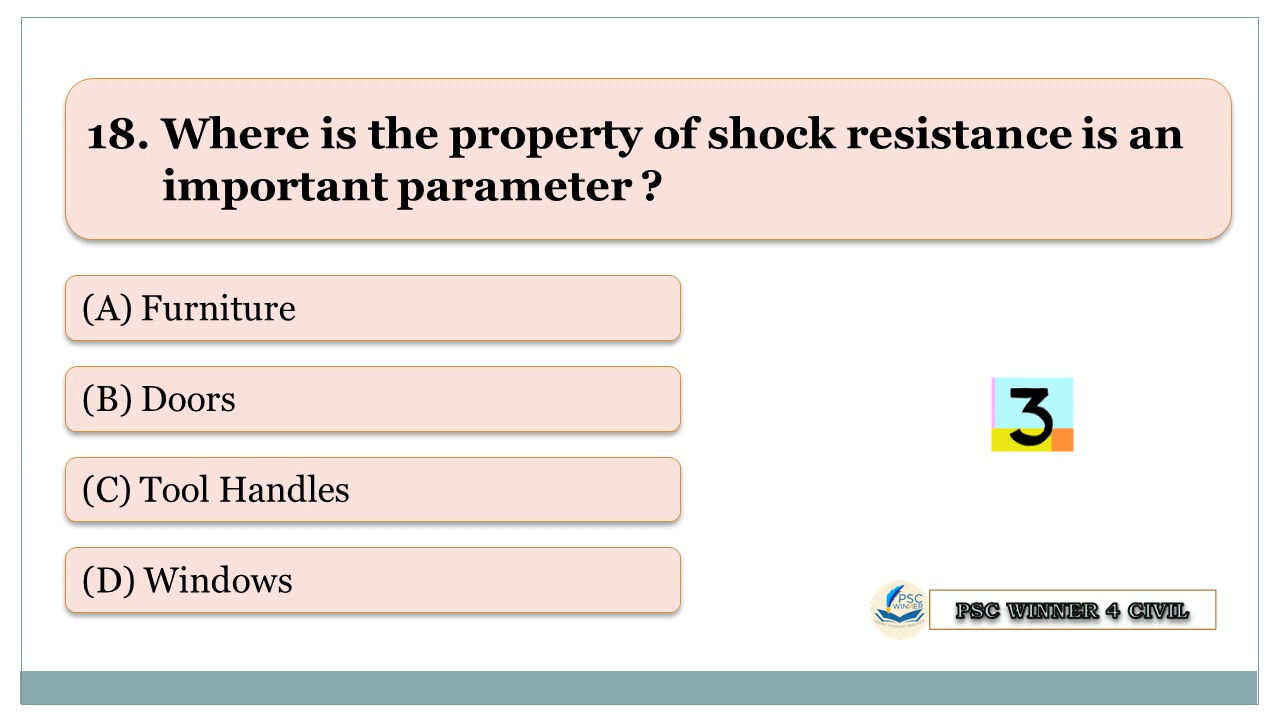 18. Where is the property of shock resistance is an
important parameter ?
(A) Furniture
(B) Doors
3
(C) Tool Handles
(D) Windows
PSC
WINNER
PSC WINNER 4 CIVIL